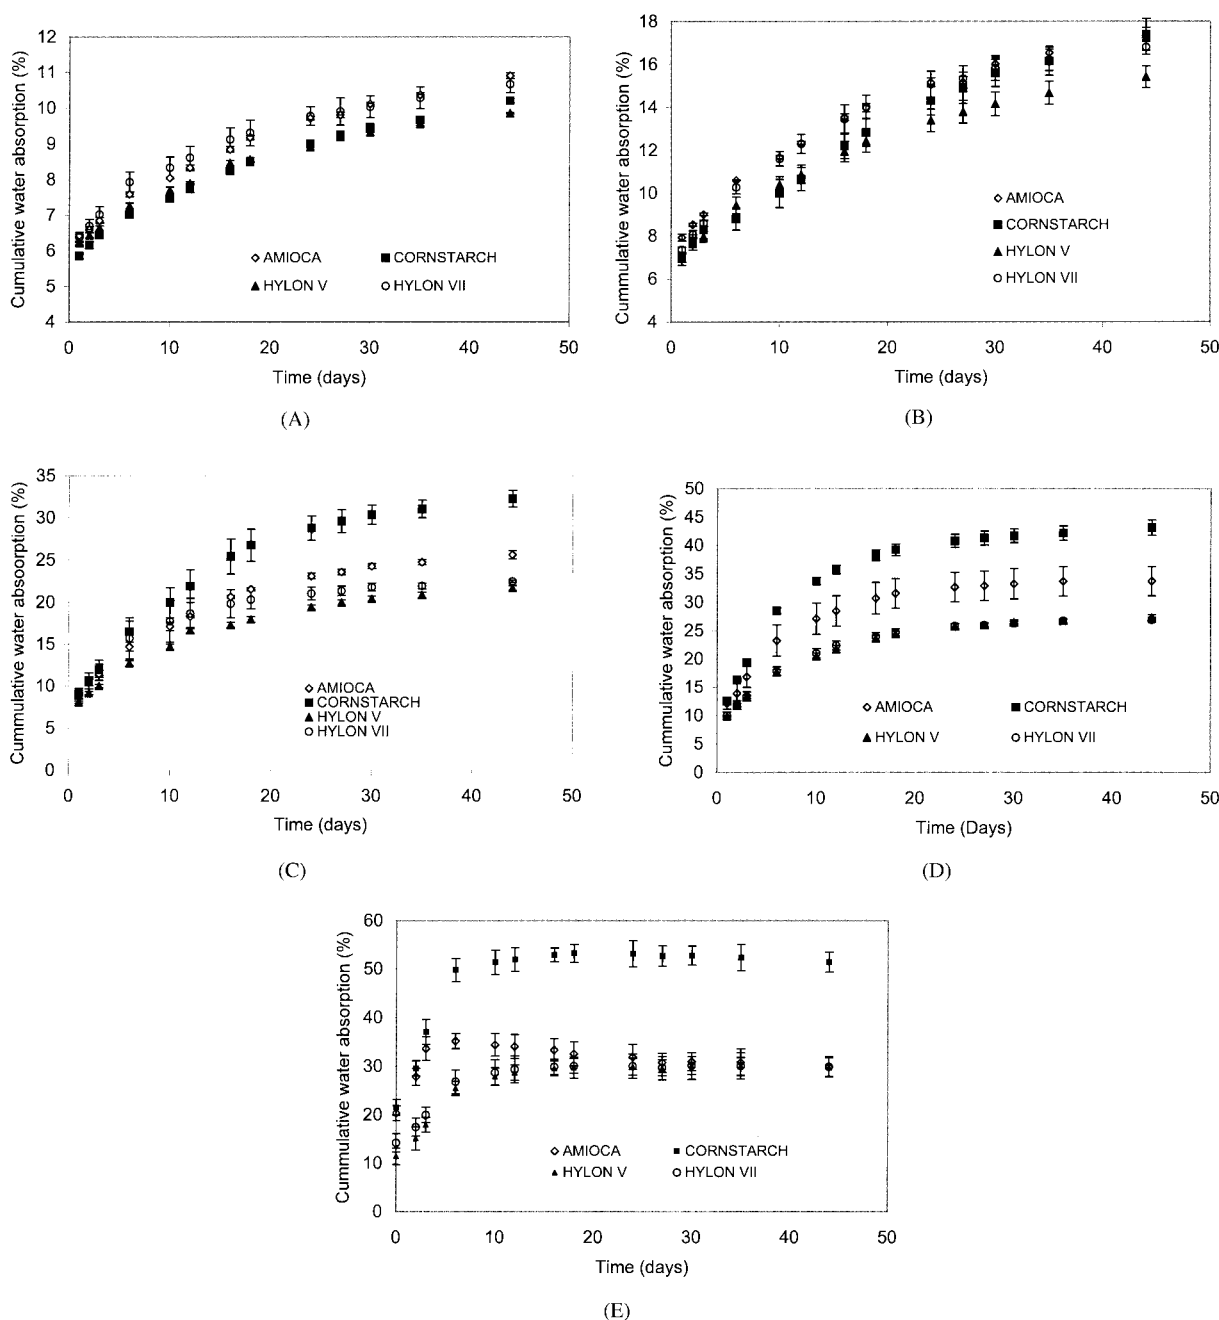 12
11
10
9
8
7
6
5
4
0 10 20 30 40 50
Cumulative water absorption (%)
Time (days)
AMIOCA CORNSTARCH
HYLON V HYLON VII
(A)
18
16
14
12
10
8
6
4
0 10 20 30 40 50
Cummulative water absorption (%)
Time (days)
AMIOCA
CORNSTARCH
HYLON V
HYLON VII
(B)
35
30
25
20
15
10
5
0
0 10 20 30 40 50
Cummulative water absoorption (%)
Time (days)
AMIOCA
CORNSTARCH
HYLON V
HYLON VII
(C)
50
45
40
35
30
25
20
15
10
5
0
0 10 20 30 40 50
Cummulative water absorption (%)
Time (Days)
AMIOCA CORNSTARCH
HYLON V HYLON VII
(D)
60
50
40
30
20
10
0
0 10 20 30 40 50
Cummulative water absorption (%)
Time (days)
AMIOCA CORNSTARCH
HYLON V HYLON VII
(E)